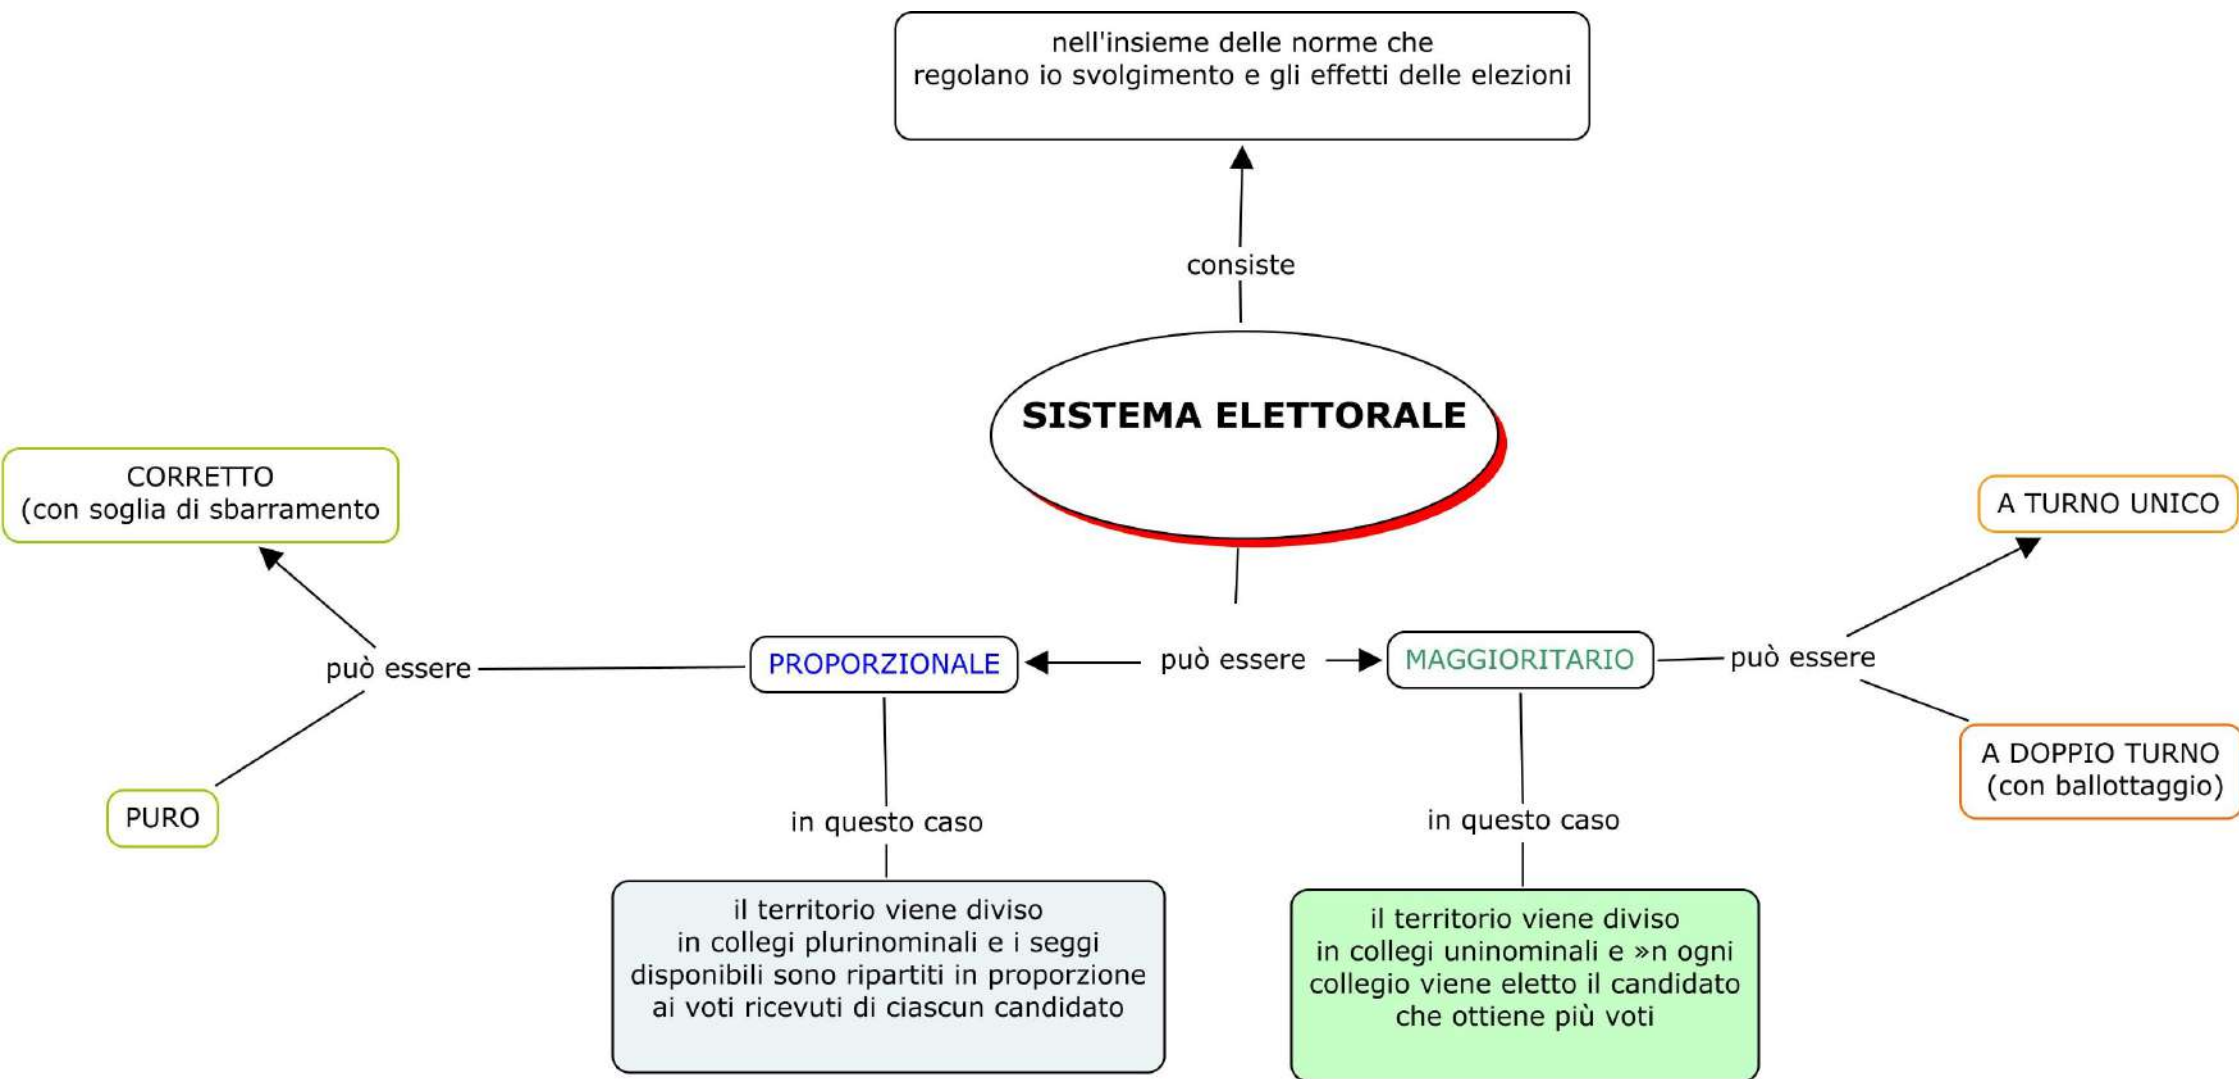 nell'insieme delle norme che
regolano io svolgimento e gli effetti delle elezioni
consiste
SISTEMA ELETTORALE
CORRETTO
(con soglia di sbarramento
A TURNO UNICO
può essere
PROPORZIONALE
può essere
MAGGIORITARIO
può essere
A DOPPIO TURNO
(con ballottaggio)
PURO
in questo caso
in questo caso
il territorio viene diviso
in collegi plurinominali e i seggi
disponibili sono ripartiti in proporzione
ai voti ricevuti di ciascun candidato
il territorio viene diviso
in collegi uninominali e »n ogni
collegio viene eletto il candidato
che ottiene più voti